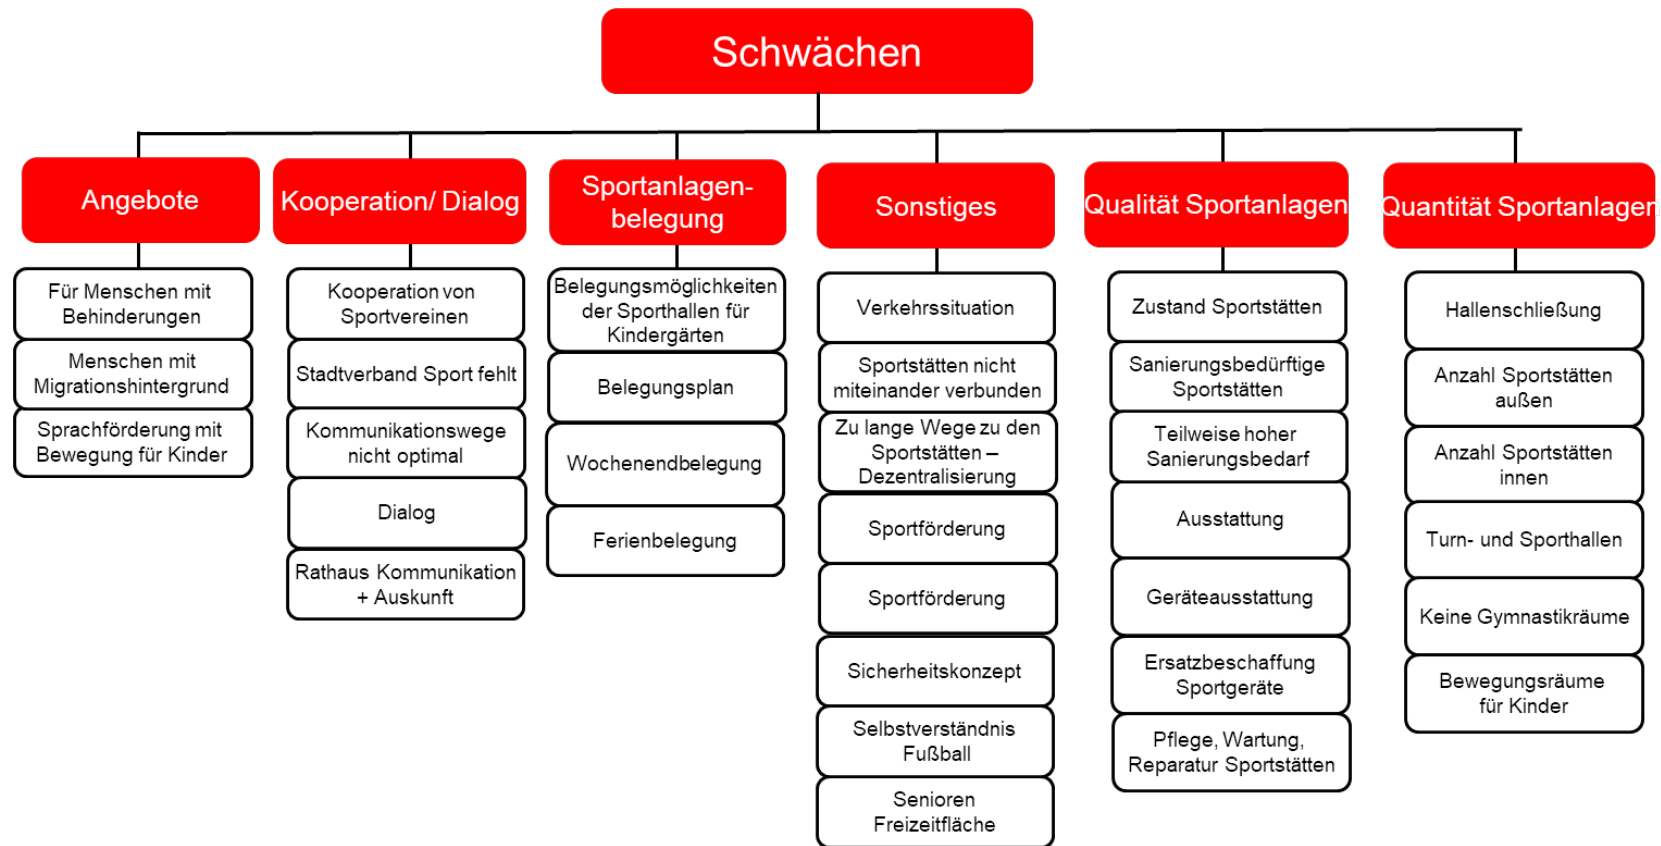 Schwächen
Angebote
Für Menschen mit
Behinderungen
Menschen mit
Migrationshintergrund
Sprachförderung mit
Bewegung für Kinder
Kooperation/ Dialog
Kooperation von
Sportvereinen
Stadtverband Sport fehlt
Kommunikationswege
nicht optimal
Dialog
Rathaus Kommunikation
+ Auskunft
Sportanlagen-
belegung
Belegungsmöglichkeiten
der Sporthallen für
Kindergärten
Belegungsplan
Wochenendbelegung
Ferienbelegung
Sonstiges
Verkehrssituation
Sportstätten nicht
miteinander verbunden
Zu lange Wege zu den
Sportstätten –
Dezentralisierung
Sportförderung
Sportförderung
Sicherheitskonzept
Selbstverständnis
Fußball
Senioren
Freizeitfläche
Qualität Sportanlagen
Zustand Sportstätten
Sanierungsbedürftige
Sportstätten
Teilweise hoher
Sanierungsbedarf
Ausstattung
Geräteausstattung
Ersatzbeschaffung
Sportgeräte
Pflege, Wartung,
Reparatur Sportstätten
Quantität Sportanlagen
Hallenschließung
Anzahl Sportstätten
außen
Anzahl Sportstätten
innen
Turn- und Sporthallen
Keine Gymnastikräume
Bewegungsräume
für Kinder